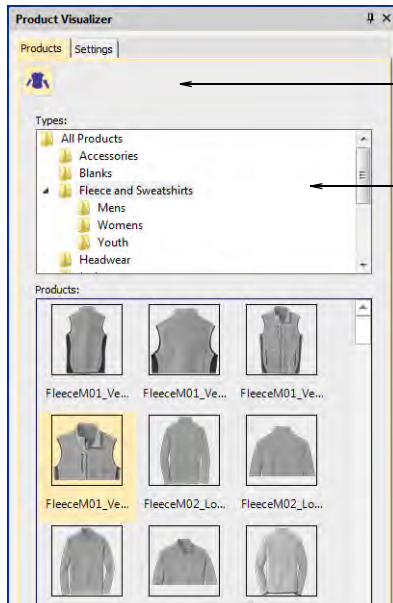 Product Visualizer
Products Settings
Types:
All Products
Accessories
Blanks
Fleece and Sweatshirts
Mens
Womens
Youth
Headwear
Products:
FleeceM01_Ve... FleeceM01_Ve... FleeceM01_Ve...
FleeceM01_Ve... FleeceM02_Lo... FleeceM02_Lo...